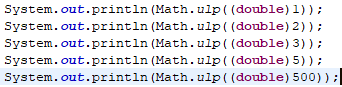 System.out.println(Math.ulp((double)1));
System.out.println(Math.ulp((double)2));
System.out.println(Math.ulp((double)3));
System.out.println(Math.ulp((double)5));
System.out.println(Math.ulp((double)500));